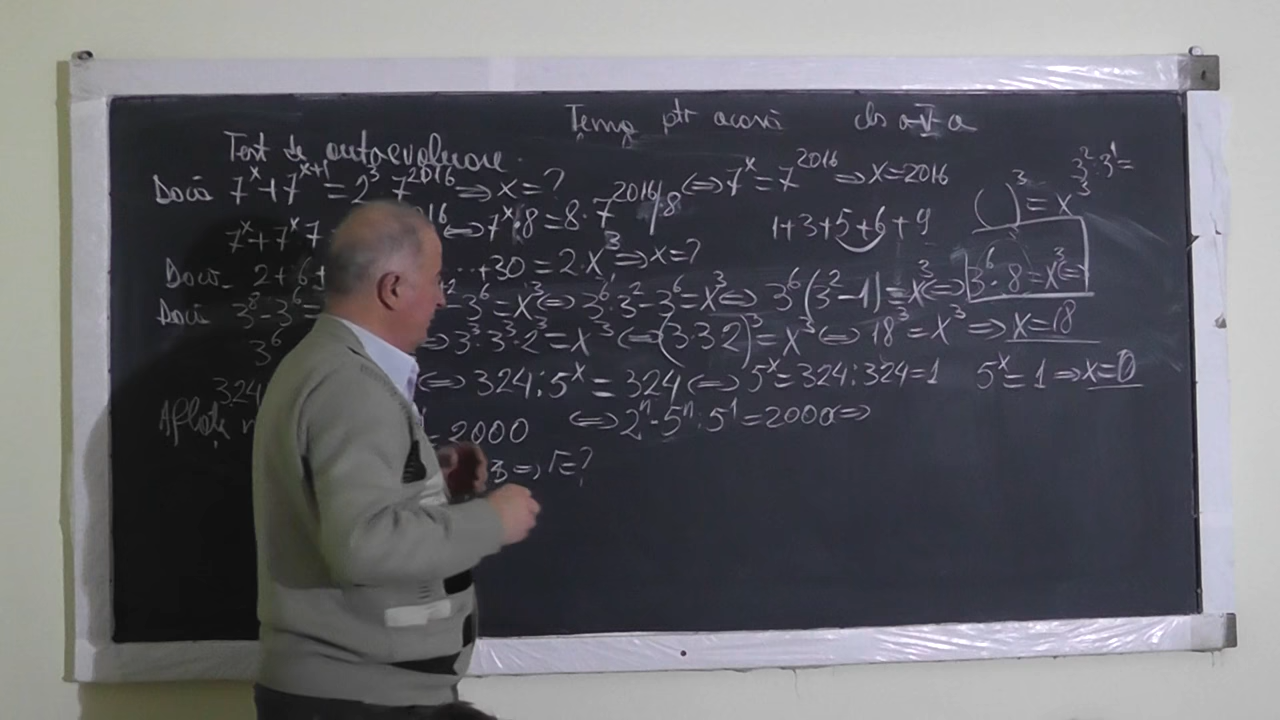 Temă ptr acasă cls a V-a
Test de autoevaluare.
Dacă 7^x+7^{x+1}=2^3·7^{2016} ⇒ x=? ⇔ 7^x=7^{2016} ⇒ x=2016
3^2·3^1=
7^x+7^x 7 ⇔ 7^x·8=8·7^{2016} |:8
1+3+5+6+9
( )^3=x^3
Dacă 2+6+ ...+30=2·x^3 ⇒ x=?
Dacă 3^8-3^6= -3^6=x^3 ⇔ 3^6·3^2-3^6=x^3 ⇔ 3^6(3^2-1)=x^3 ⇔ 3^6·8=x^3 ⇔
3^6 ⇒ 3^3·3^3·2^3=x^3 ⇔ (3·3·2)^3=x^3 ⇔ 18^3=x^3 ⇒ x=18
324 ⇔ 324:5^x=324 ⇔ 5^x=324:324=1 5^x=1 ⇒ x=0
Aflați n =2000 ⇔ 2^n·5^n:5^1=2000 ⇒
3 ⇒ r=?